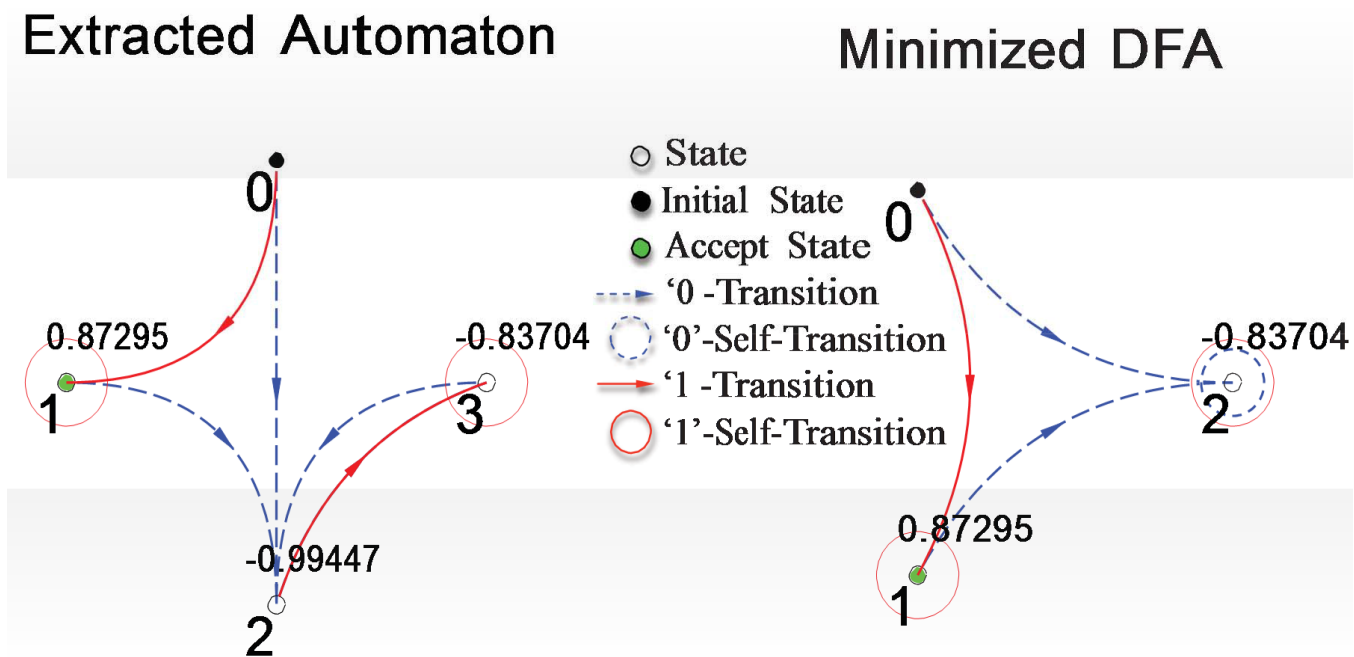 Extracted Automaton
0
0.87295
1
-0.83704
3
-0.99447
2
State
Initial State
Accept State
‘0 -Transition
‘0’-Self-Transition
‘1 -Transition
‘1’-Self-Transition
Minimized DFA
0
-0.83704
2
0.87295
1